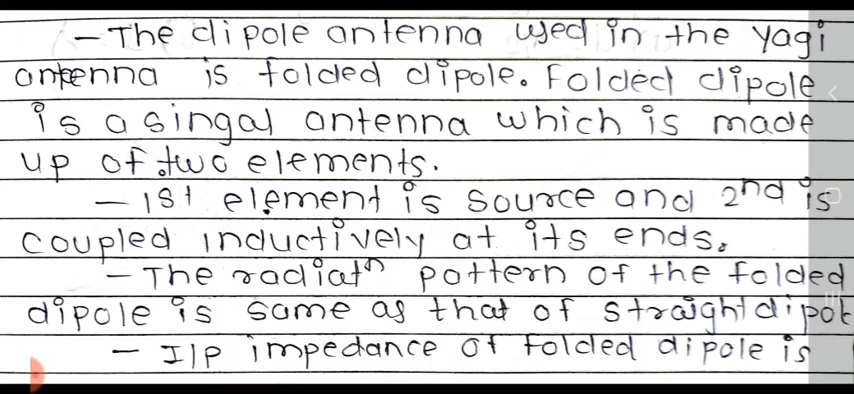 - The dipole antenna used in the yagi
antenna is folded dipole. Folded dipole
is a singal antenna which is made
up of two elements.
- 1st element is source and 2nd is
coupled inductively at its ends.
- The radiatn pattern of the folded
dipole is same as that of straight dipol
- I/P impedance of folded dipole is